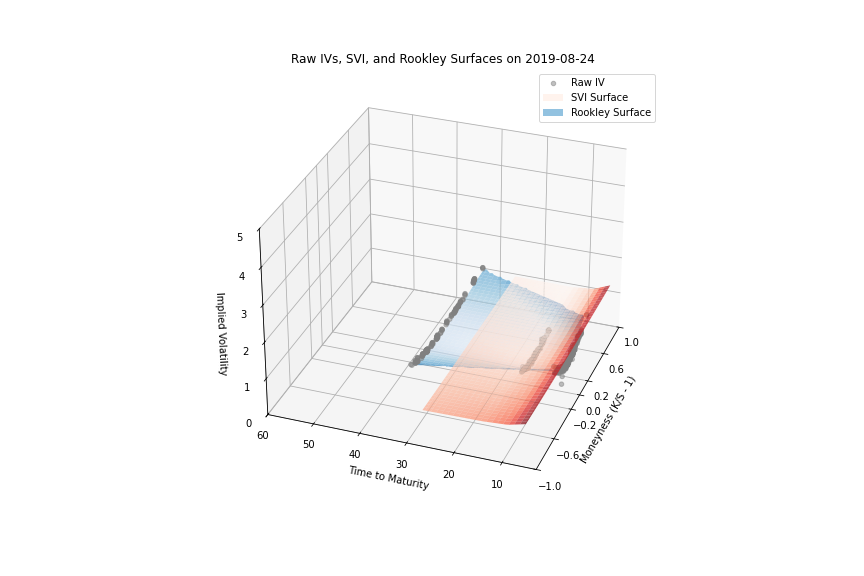 Raw IVs, SVI, and Rookley Surfaces on 2019-08-24
Raw IV
SVI Surface
Rookley Surface
5
4
3
2
1
0
Implied Volatility
60
50
40
30
20
10
Time to Maturity
1.0
0.6
0.2
0.0
−0.2
−0.6
−1.0
Moneyness (K/S - 1)